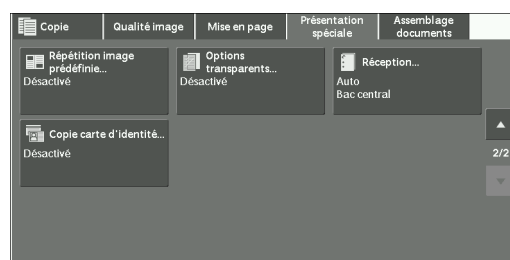 Copie
Qualité image
Mise en page
Présentation
spéciale
Assemblage
documents
Répétition image
prédéfinie...
Désactivé
Options
transparents...
Désactivé
Réception...
Auto
Bac central
Copie carte d'identité...
Désactivé
2/2